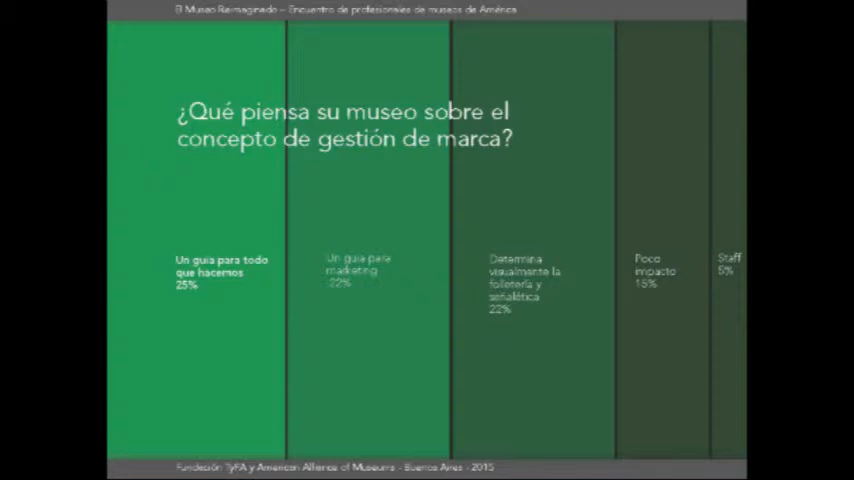 El Museo Reimaginado – Encuentro de profesionales de museos de América
¿Qué piensa su museo sobre el
concepto de gestión de marca?
Un guia para todo
que hacemos
25%
Un guia para
marketing
22%
Determina
visualmente la
folletería y
señalética
22%
Poco
impacto
15%
Staff
5%
Fundación TyPA y American Alliance of Museums - Buenos Aires - 2015